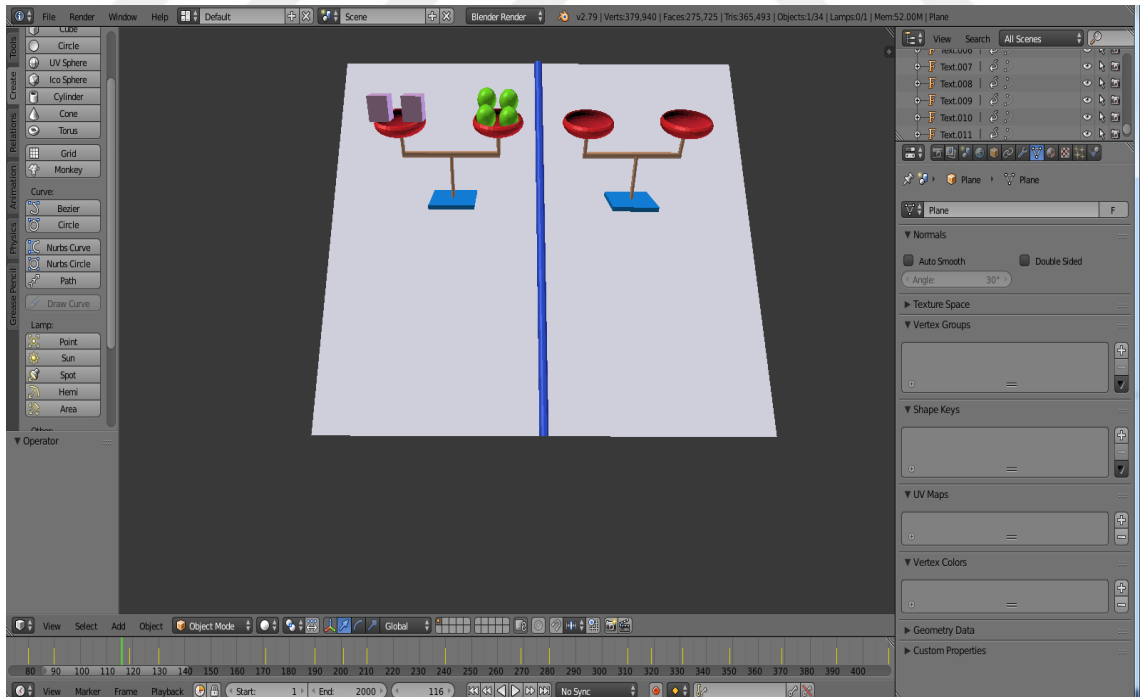 File Render Window Help Default Scene Blender Render v2.79 | Verts:379,940 | Faces:275,725 | Tris:365,493 | Objects:1/34 | Lamps:0/1 | Mem:52.00M | Plane
Tools
Create
Relations
Animation
Physics
Grease Pencil
Cube
Circle
UV Sphere
Ico Sphere
Cylinder
Cone
Torus
Grid
Monkey
Curve:
Bezier
Circle
Nurbs Curve
Nurbs Circle
Path
Draw Curve
Lamp:
Point
Sun
Spot
Hemi
Area
Other
▼ Operator
View Search All Scenes
Text.006
Text.007
Text.008
Text.009
Text.010
Text.011
Plane Plane
Plane F
▼ Normals
Auto Smooth Double Sided
Angle: 30°
▶ Texture Space
▼ Vertex Groups
▼ Shape Keys
▼ UV Maps
▼ Vertex Colors
▶ Geometry Data
▶ Custom Properties
View Select Add Object Object Mode Global
80 90 100 110 120 130 140 150 160 170 180 190 200 210 220 230 240 250 260 270 280 290 300 310 320 330 340 350 360 370 380 390 400
View Marker Frame Playback Start: 1 End: 2000 116 No Sync